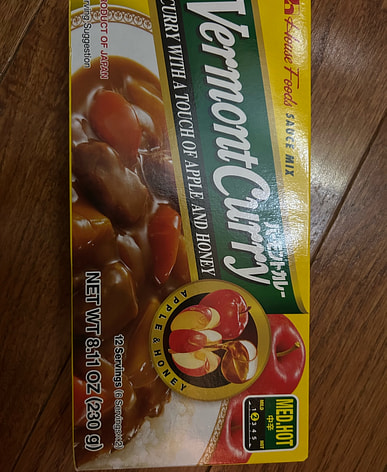 House Foods
SAUCE MIX
バーモントカレー
Vermont Curry
CURRY WITH A TOUCH OF APPLE AND HONEY
PRODUCT OF JAPAN
Serving Suggestion
APPLE & HONEY
MED.HOT
中辛
MILD 1 2 3 4 5 HOT
12 Servings (6 Servings×2)
NET WT 8.11 OZ (230 g)